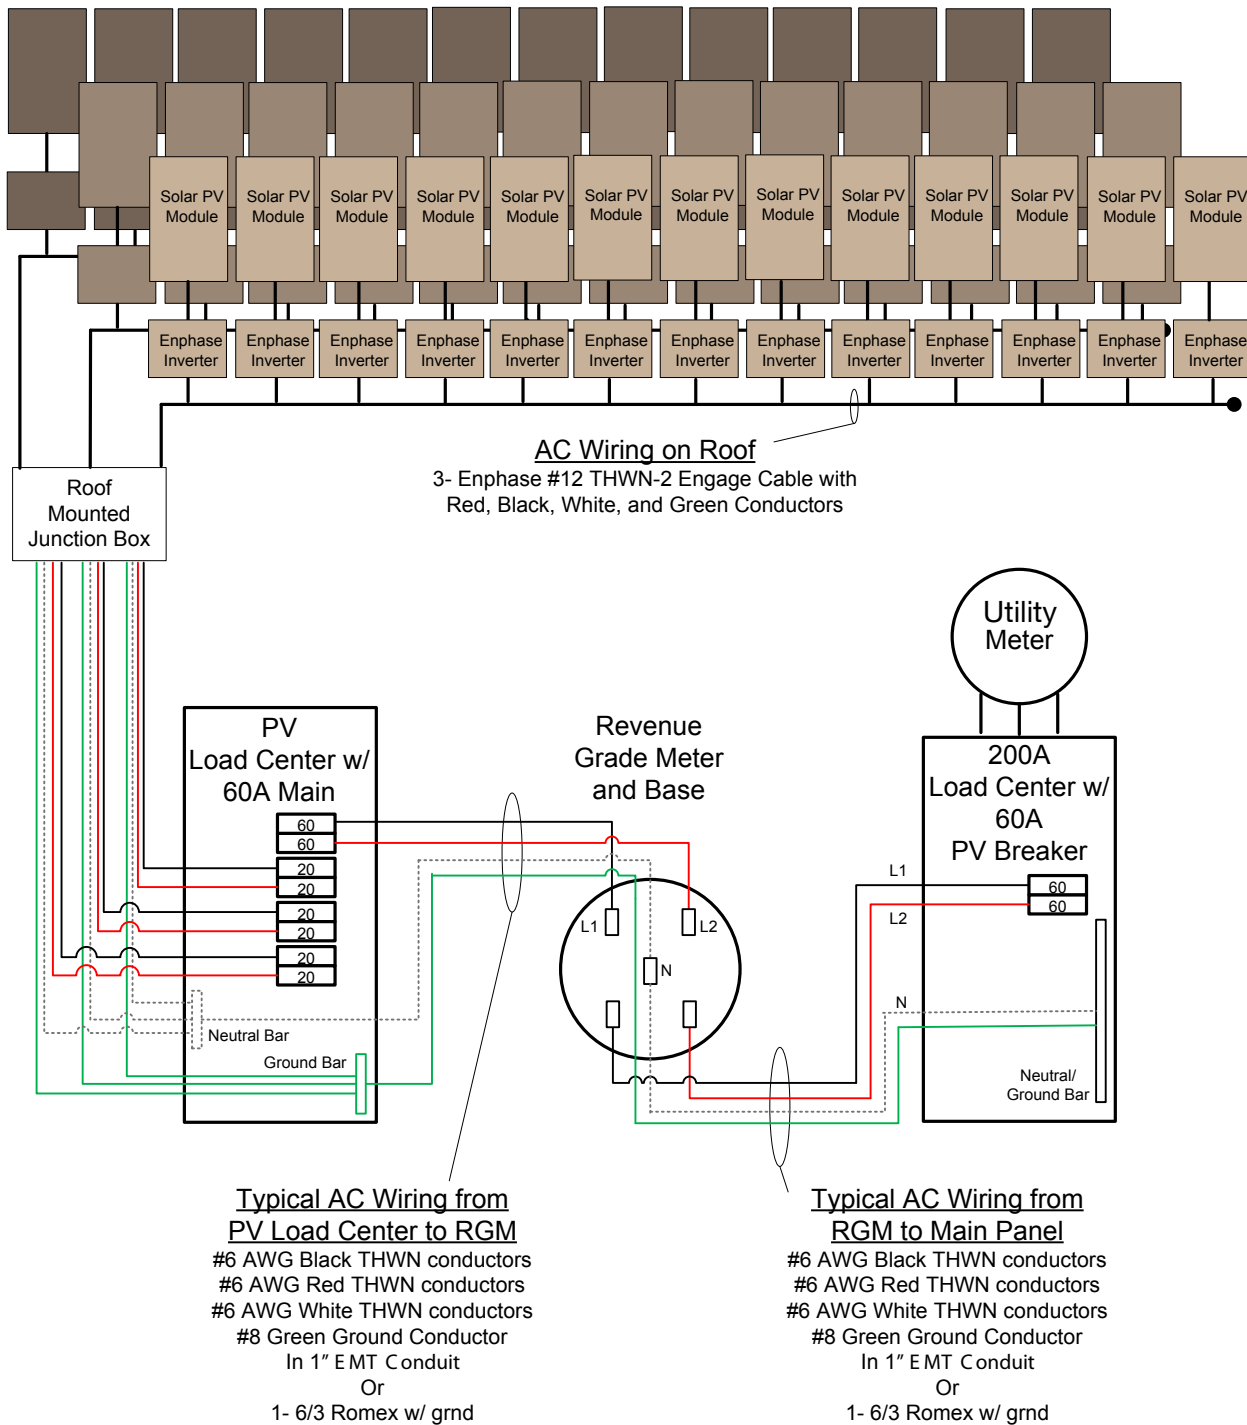 Solar PV Module
Solar PV Module
Solar PV Module
Solar PV Module
Solar PV Module
Solar PV Module
Solar PV Module
Solar PV Module
Solar PV Module
Solar PV Module
Solar PV Module
Solar PV Module
Solar PV Module
Enphase Inverter
Enphase Inverter
Enphase Inverter
Enphase Inverter
Enphase Inverter
Enphase Inverter
Enphase Inverter
Enphase Inverter
Enphase Inverter
Enphase Inverter
Enphase Inverter
Enphase Inverter
Enphase Inverter
AC Wiring on Roof
3- Enphase #12 THWN-2 Engage Cable with
Red, Black, White, and Green Conductors
Roof
Mounted
Junction Box
Utility
Meter
PV
Load Center w/
60A Main
60
60
20
20
20
20
20
20
Neutral Bar
Ground Bar
Revenue
Grade Meter
and Base
L1
L2
N
200A
Load Center w/
60A
PV Breaker
L1
60
60
L2
N
Neutral/
Ground Bar
Typical AC Wiring from
PV Load Center to RGM
#6 AWG Black THWN conductors
#6 AWG Red THWN conductors
#6 AWG White THWN conductors
#8 Green Ground Conductor
In 1" EMT Conduit
Or
1- 6/3 Romex w/ grnd
Typical AC Wiring from
RGM to Main Panel
#6 AWG Black THWN conductors
#6 AWG Red THWN conductors
#6 AWG White THWN conductors
#8 Green Ground Conductor
In 1" EMT Conduit
Or
1- 6/3 Romex w/ grnd